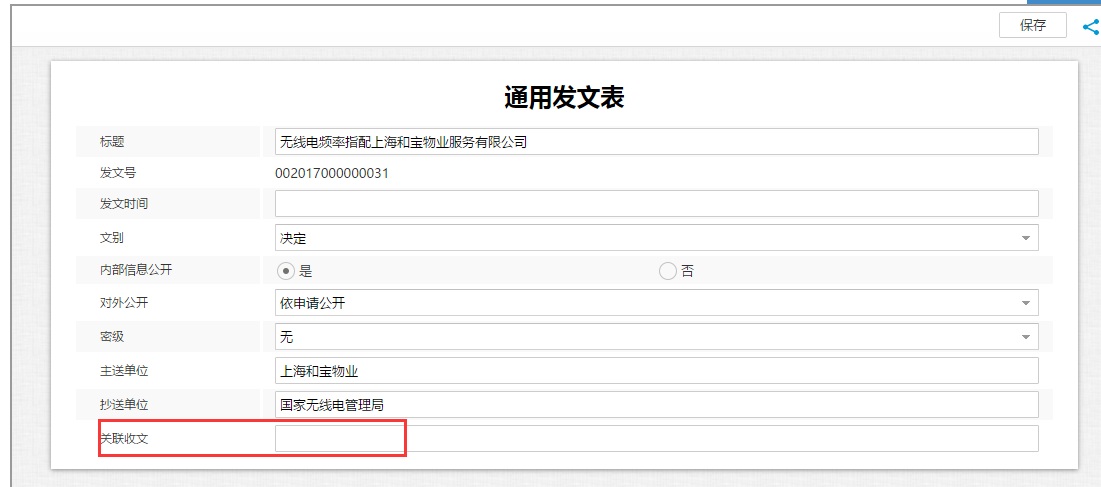 保存
通用发文表
标题 无线电频率指配上海和宝物业服务有限公司
发文号 002017000000031
发文时间
文别 决定
内部信息公开 是 否
对外公开 依申请公开
密级 无
主送单位 上海和宝物业
抄送单位 国家无线电管理局
关联收文